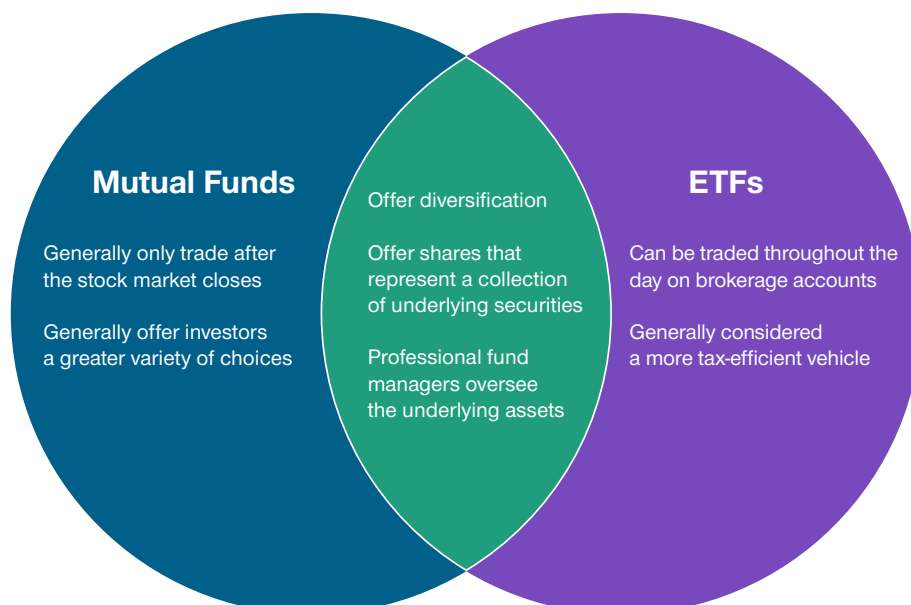 Mutual Funds
Generally only trade after
the stock market closes
Generally offer investors
a greater variety of choices
Offer diversification
Offer shares that
represent a collection
of underlying securities
Professional fund
managers oversee
the underlying assets
ETFs
Can be traded throughout the
day on brokerage accounts
Generally considered
a more tax-efficient vehicle